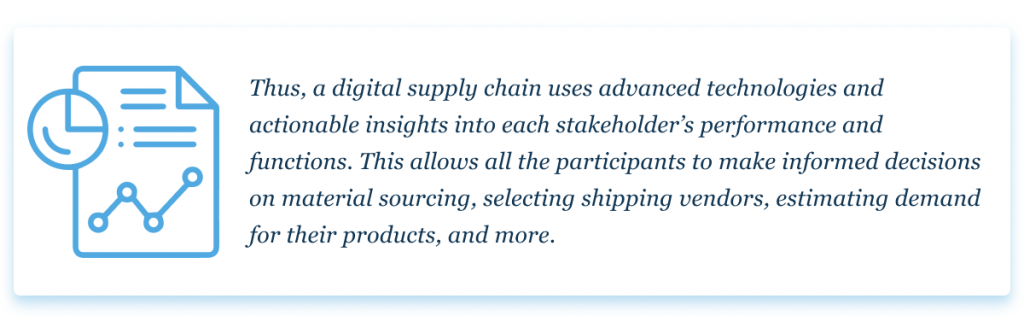 Thus, a digital supply chain uses advanced technologies and
actionable insights into each stakeholder’s performance and
functions. This allows all the participants to make informed decisions
on material sourcing, selecting shipping vendors, estimating demand
for their products, and more.